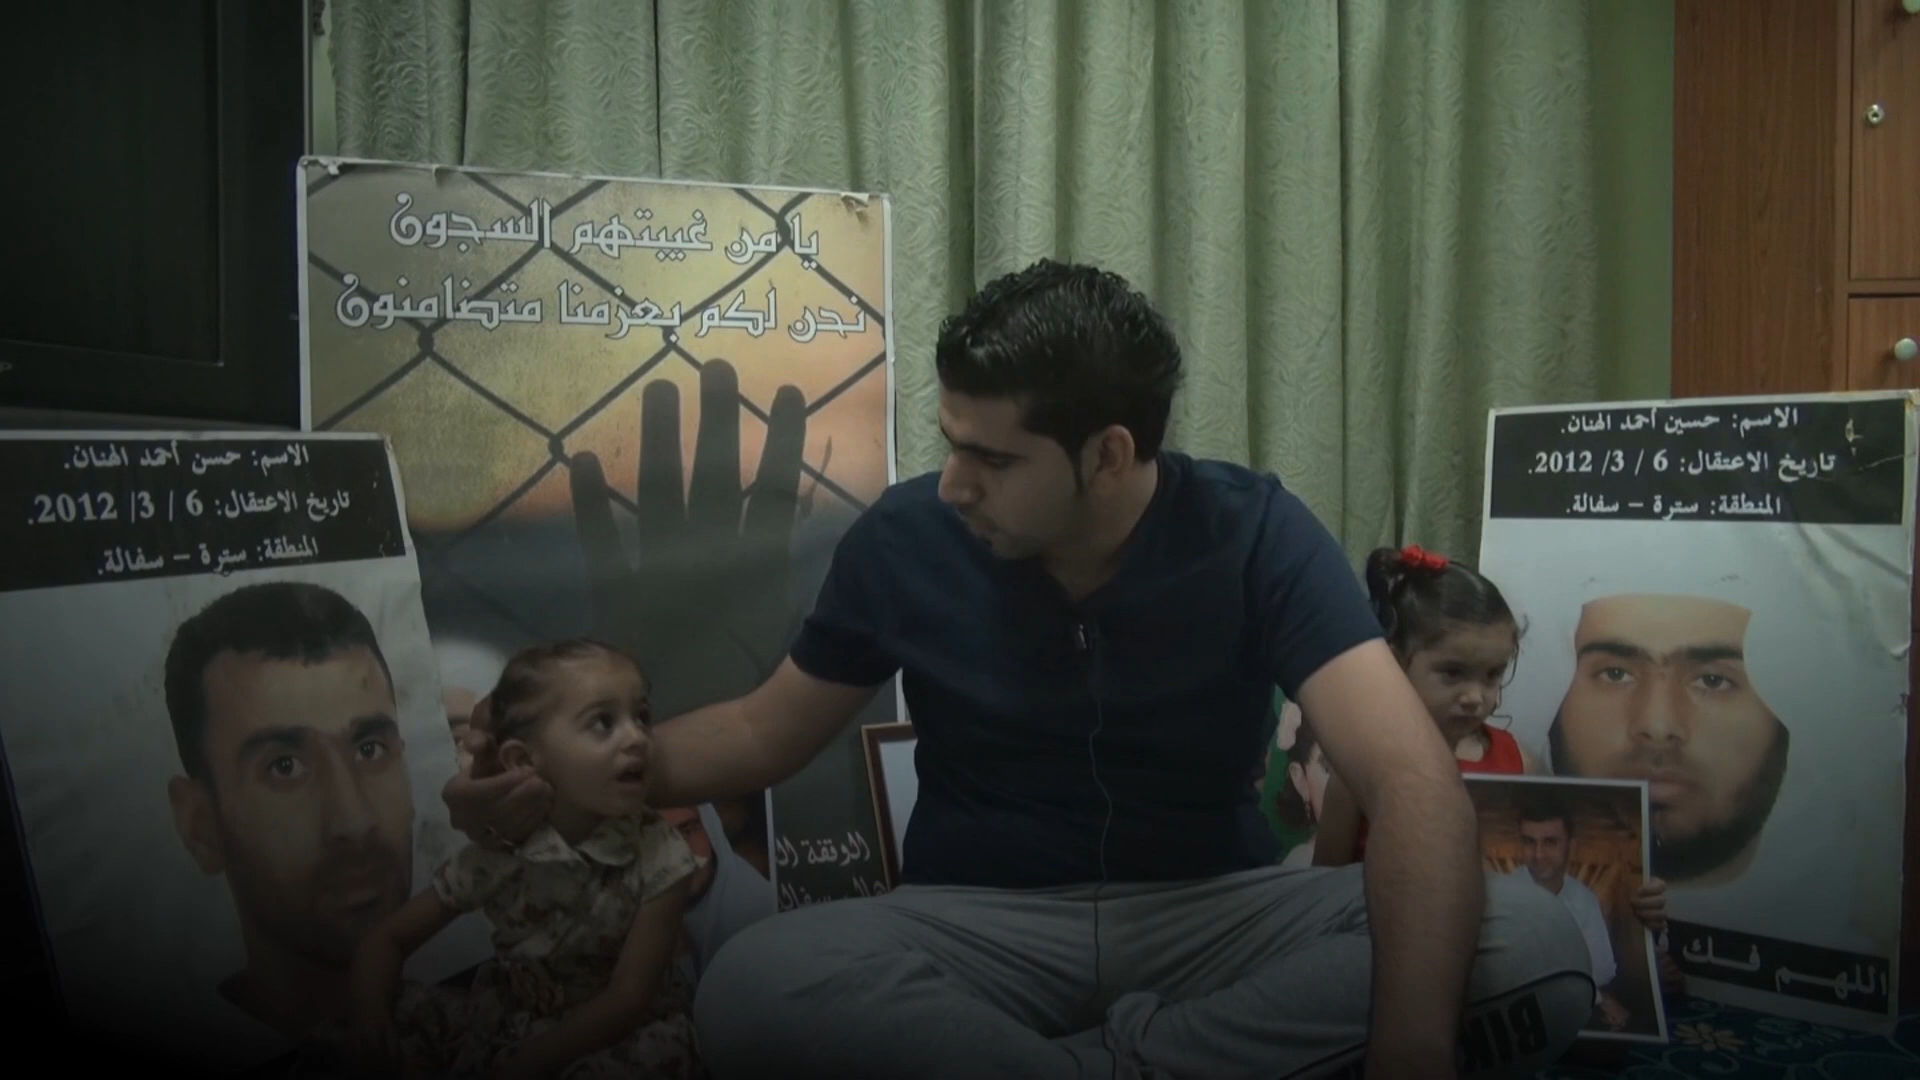 يا من غيبتهم السجون
نحن لكم بعزمنا متضامنون
الاسم: حسن أحمد الهنان.
تاريخ الاعتقال: 6 / 3/ 2012.
المنطقة: سترة – سفالة.
الاسم: حسين أحمد الهنان.
تاريخ الاعتقال: 6 / 3/ 2012.
المنطقة: سترة – سفالة.
الوقفة
اللهم فك